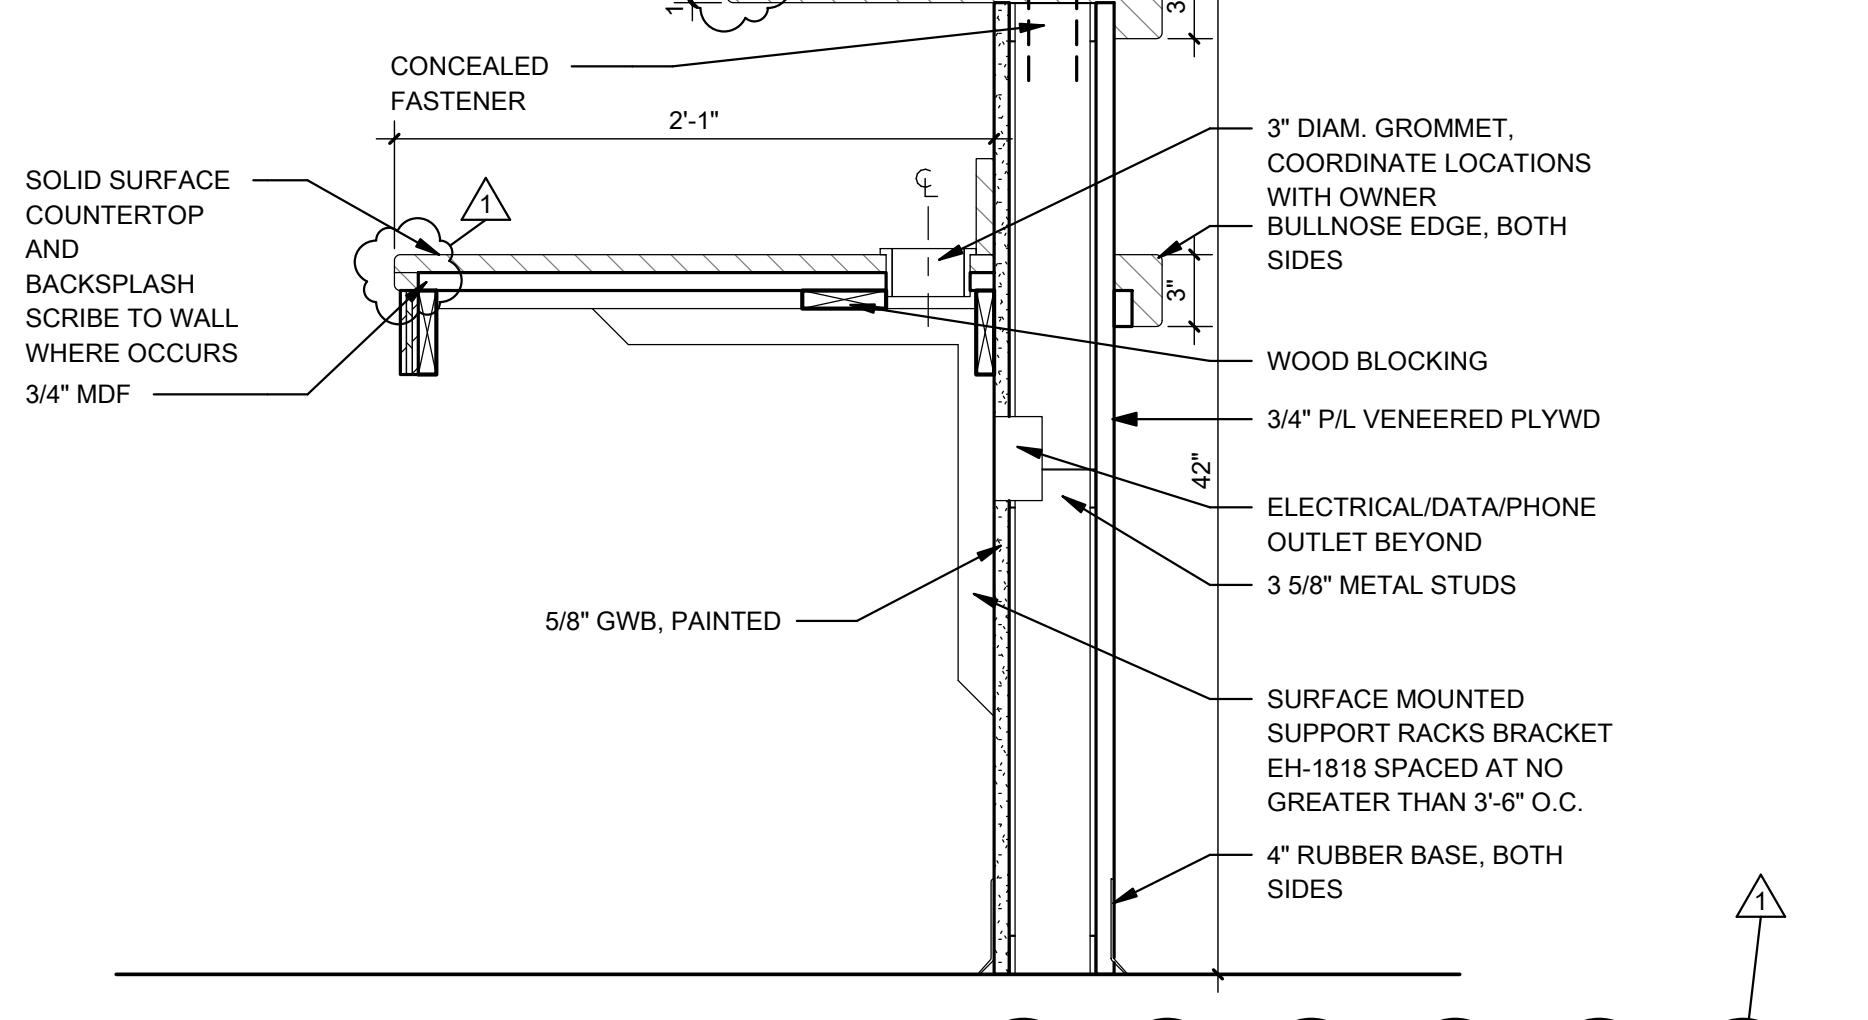 1
3
CONCEALED
FASTENER
2'-1"
3" DIAM. GROMMET,
COORDINATE LOCATIONS
WITH OWNER
SOLID SURFACE
COUNTERTOP
AND
BACKSPLASH
SCRIBE TO WALL
WHERE OCCURS
1
℄
BULLNOSE EDGE, BOTH
SIDES
3"
3/4" MDF
WOOD BLOCKING
3/4" P/L VENEERED PLYWD
42"
ELECTRICAL/DATA/PHONE
OUTLET BEYOND
3 5/8" METAL STUDS
5/8" GWB, PAINTED
SURFACE MOUNTED
SUPPORT RACKS BRACKET
EH-1818 SPACED AT NO
GREATER THAN 3'-6" O.C.
4" RUBBER BASE, BOTH
SIDES
1